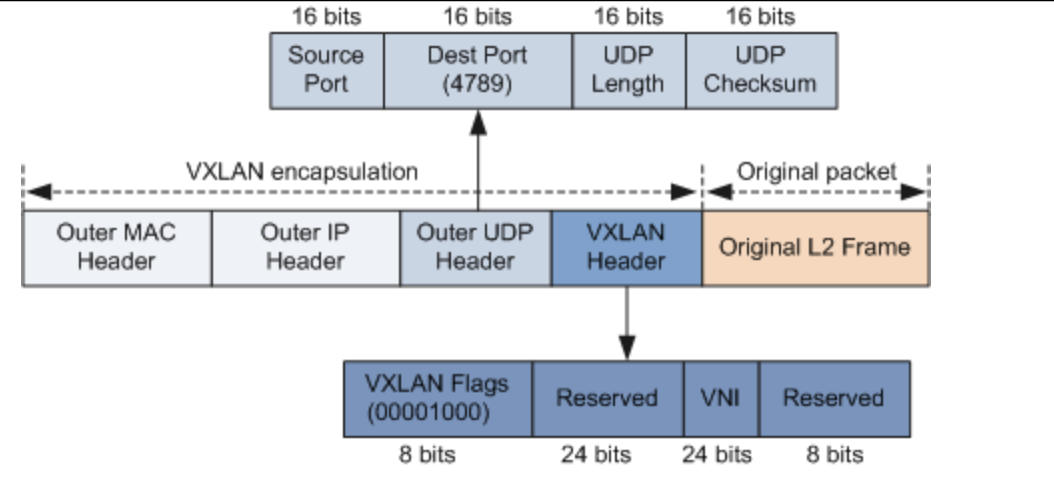 16 bits 16 bits 16 bits 16 bits
Source Dest Port UDP UDP
Port (4789) Length Checksum
VXLAN encapsulation Original packet
Outer MAC Outer IP Outer UDP VXLAN
Header Header Header Header Original L2 Frame
VXLAN Flags Reserved VNI Reserved
(00001000)
8 bits 24 bits 24 bits 8 bits